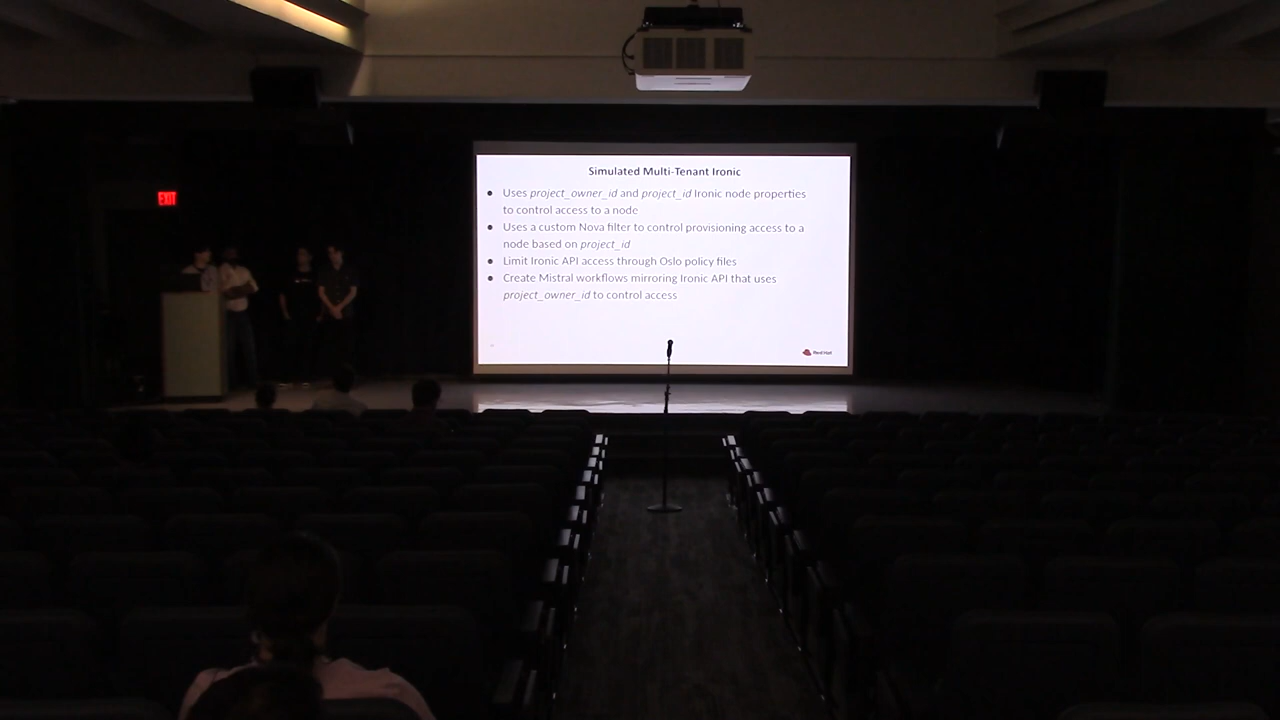 Simulated Multi-Tenant Ironic
● Uses project_owner_id and project_id Ironic node properties
to control access to a node
● Uses a custom Nova filter to control provisioning access to a
node based on project_id
● Limit Ironic API access through Oslo policy files
● Create Mistral workflows mirroring Ironic API that uses
project_owner_id to control access
Red Hat
EXIT